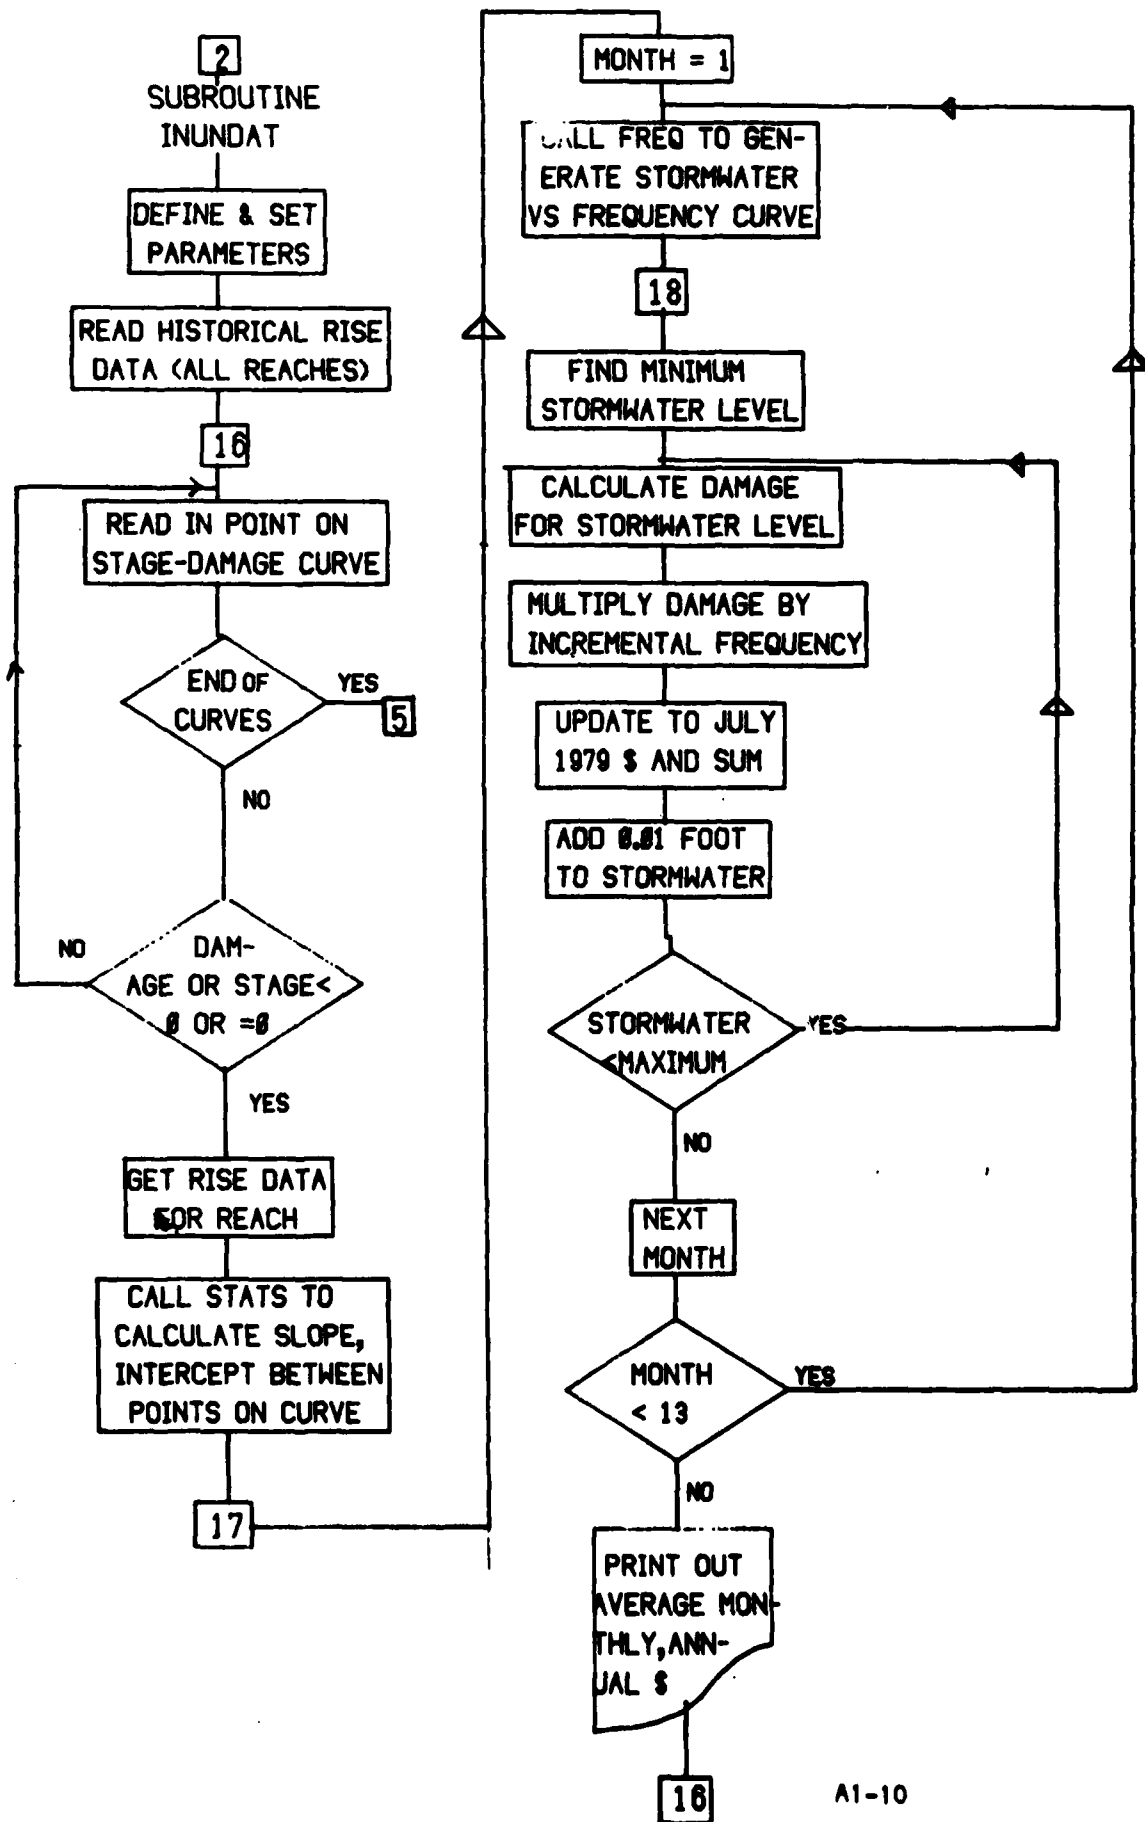 2
SUBROUTINE
INUNDAT
DEFINE & SET
PARAMETERS
READ HISTORICAL RISE
DATA (ALL REACHES)
16
READ IN POINT ON
STAGE-DAMAGE CURVE
END OF
CURVES
YES
5
NO
DAM-
AGE OR STAGE<
0 OR =0
NO
YES
GET RISE DATA
FOR REACH
CALL STATS TO
CALCULATE SLOPE,
INTERCEPT BETWEEN
POINTS ON CURVE
17
MONTH = 1
CALL FREQ TO GEN-
ERATE STORMWATER
VS FREQUENCY CURVE
18
FIND MINIMUM
STORMWATER LEVEL
CALCULATE DAMAGE
FOR STORMWATER LEVEL
MULTIPLY DAMAGE BY
INCREMENTAL FREQUENCY
UPDATE TO JULY
1979 $ AND SUM
ADD 0.01 FOOT
TO STORMWATER
STORMWATER
<MAXIMUM
YES
NO
NEXT
MONTH
MONTH
< 13
YES
NO
PRINT OUT
AVERAGE MON-
THLY,ANN-
UAL $
16
A1-10